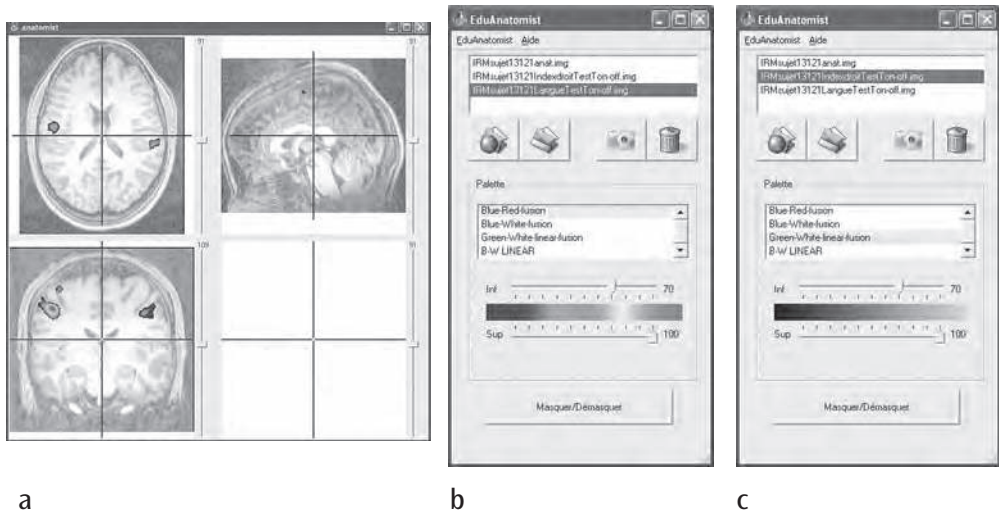 anatomist
91
91
109
91
EduAnatomist
EduAnatomist Aide
IRMsujet13121anat.img
IRMsujet13121IndexdroitTestTon-off.img
IRMsujet13121LangueTestTon-off.img
Palette
Blue-Red-fusion
Blue-White-fusion
Green-White-linear-fusion
B-W LINEAR
Inf 70
Sup 100
Masquer/Démasquer
EduAnatomist
EduAnatomist Aide
IRMsujet13121anat.img
IRMsujet13121IndexdroitTestTon-off.img
IRMsujet13121LangueTestTon-off.img
Palette
Blue-Red-fusion
Blue-White-fusion
Green-White-linear-fusion
B-W LINEAR
Inf 70
Sup 100
Masquer/Démasquer
a b c